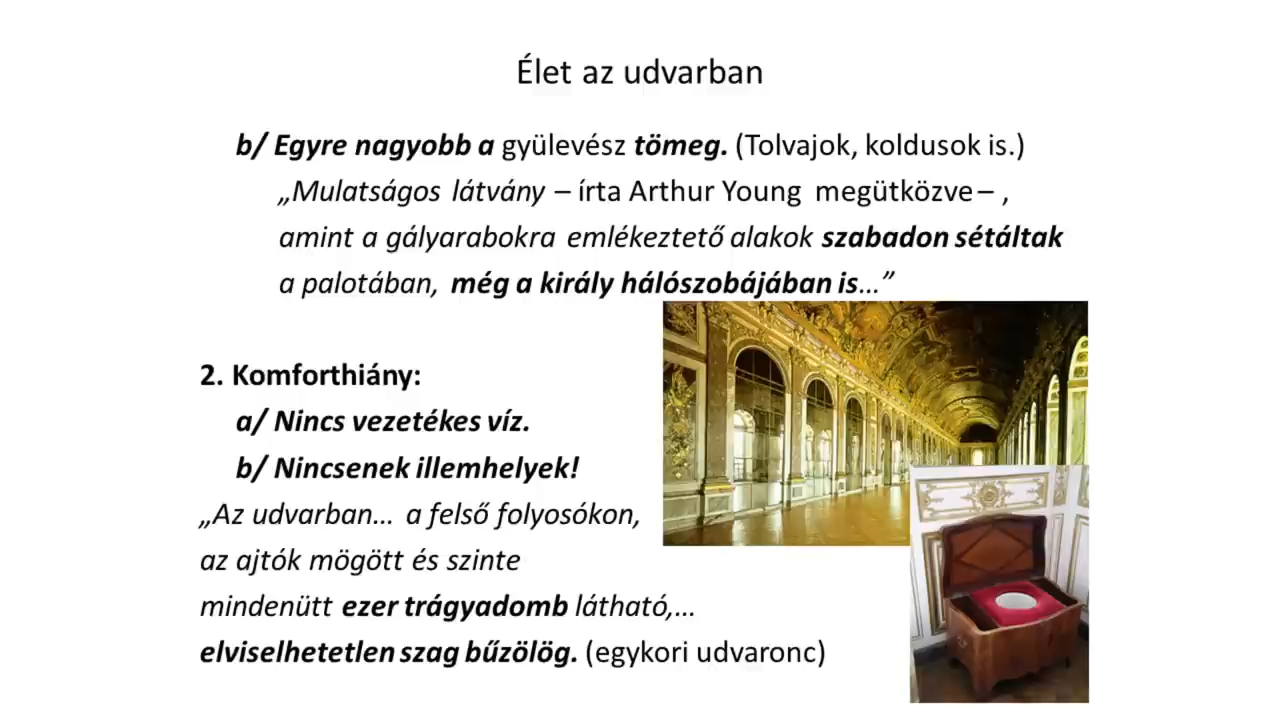 Élet az udvarban
b/ Egyre nagyobb a gyülevész tömeg. (Tolvajok, koldusok is.)
„Mulatságos látvány – írta Arthur Young megütközve – ,
amint a gályarabokra emlékeztető alakok szabadon sétáltak
a palotában, még a király hálószobájában is…”
2. Komforthiány:
a/ Nincs vezetékes víz.
b/ Nincsenek illemhelyek!
„Az udvarban… a felső folyosókon,
az ajtók mögött és szinte
mindenütt ezer trágyadomb látható,…
elviselhetetlen szag bűzölög. (egykori udvaronc)